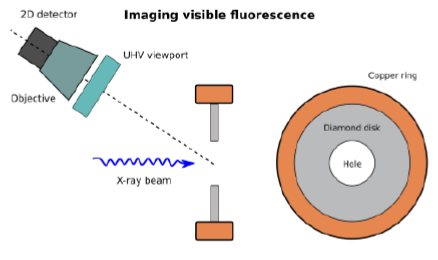 Imaging visible fluorescence
2D detector
UHV viewport
Objective
X-ray beam
Copper ring
Diamond disk
Hole